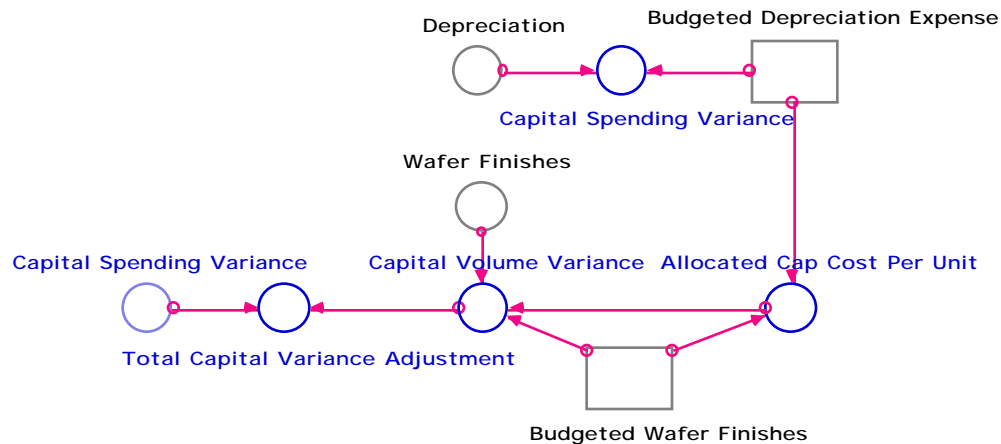 Budgeted Depreciation Expense
Depreciation
Capital Spending Variance
Wafer Finishes
Capital Spending Variance
Capital Volume Variance
Allocated Cap Cost Per Unit
Total Capital Variance Adjustment
Budgeted Wafer Finishes